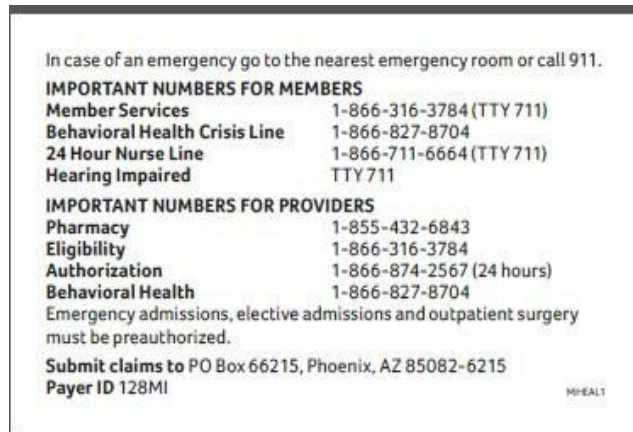 In case of an emergency go to the nearest emergency room or call 911.
IMPORTANT NUMBERS FOR MEMBERS
Member Services 1-866-316-3784 (TTY 711)
Behavioral Health Crisis Line 1-866-827-8704
24 Hour Nurse Line 1-866-711-6664 (TTY 711)
Hearing Impaired TTY 711
IMPORTANT NUMBERS FOR PROVIDERS
Pharmacy 1-855-432-6843
Eligibility 1-866-316-3784
Authorization 1-866-874-2567 (24 hours)
Behavioral Health 1-866-827-8704
Emergency admissions, elective admissions and outpatient surgery
must be preauthorized.
Submit claims to PO Box 66215, Phoenix, AZ 85082-6215
Payer ID 128MI
MIHEAL1